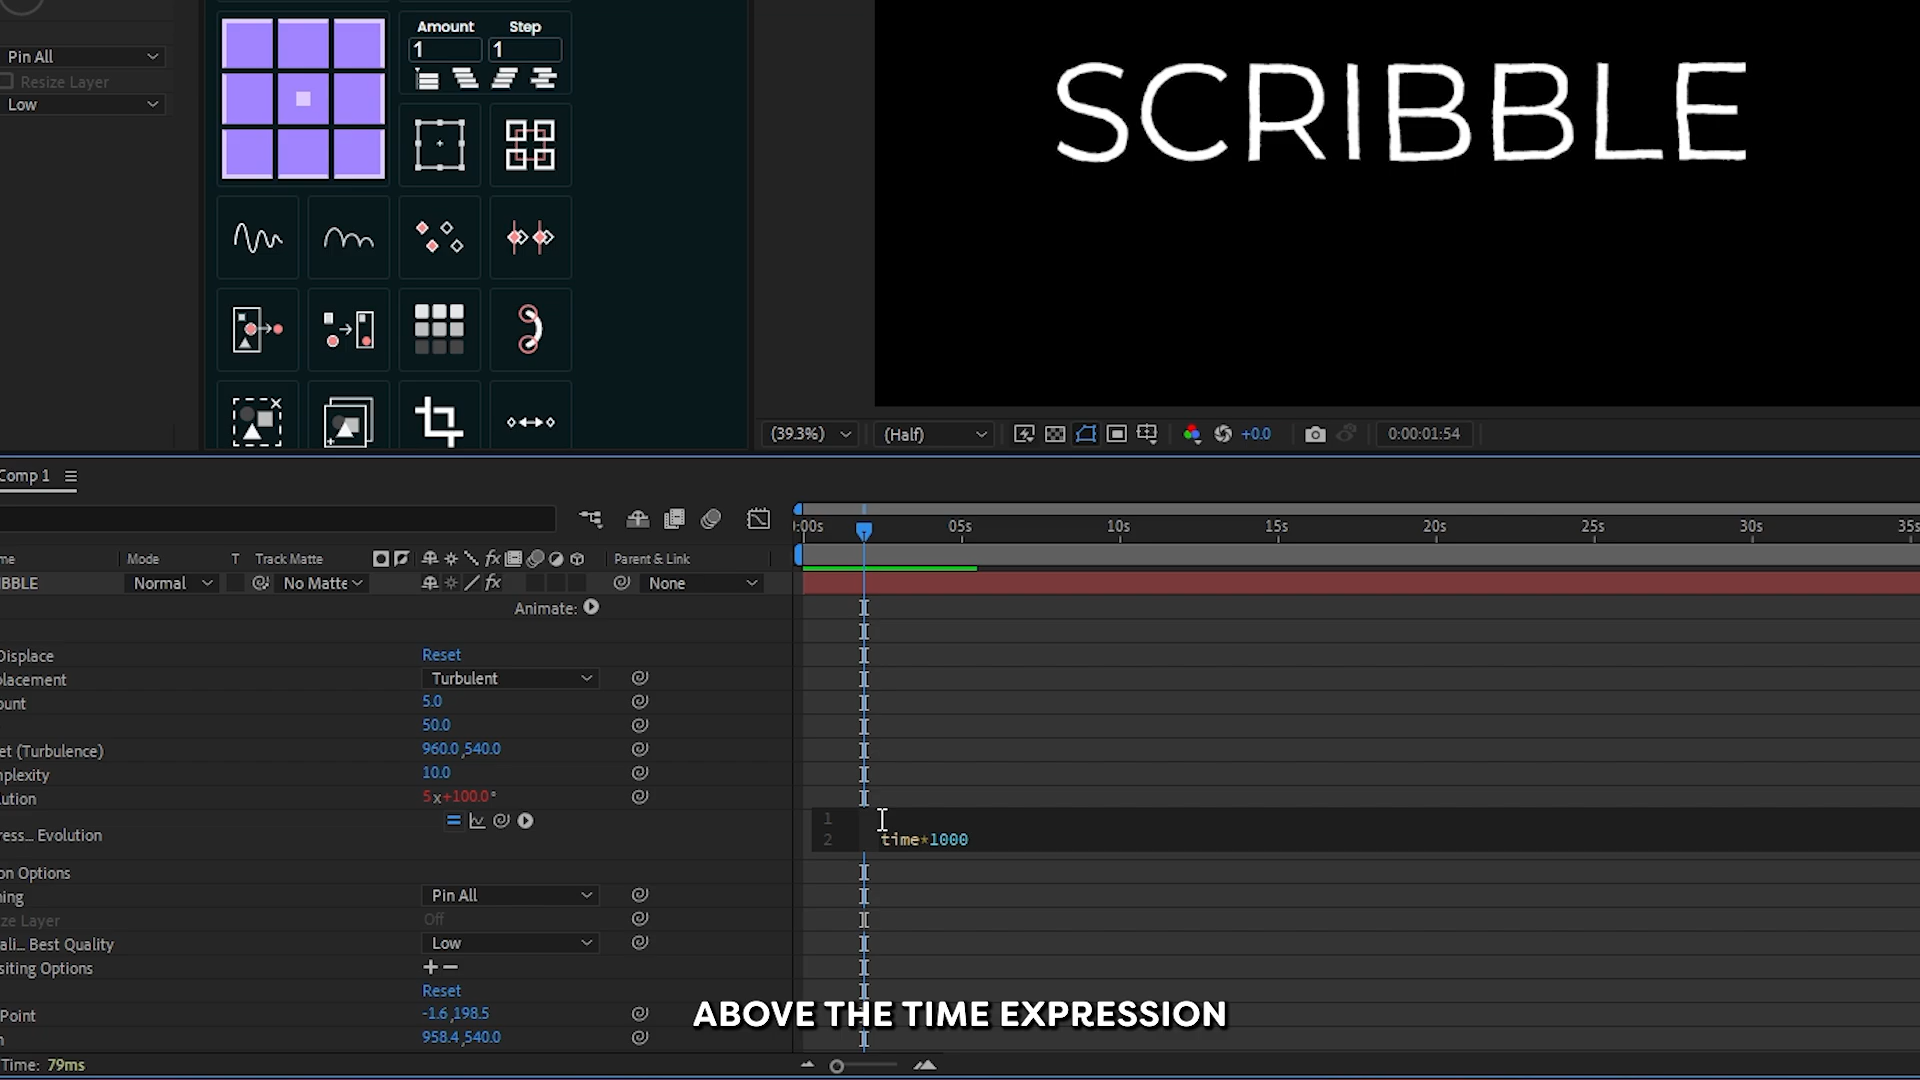 Amount Step
1 1
Pin All
Resize Layer
Low
SCRIBBLE
(39.3%) (Half) +0.0 0:00:01:54
Comp 1
:00s 05s 10s 15s 20s 25s 30s 35s
me Mode T Track Matte fx Parent & Link
BBLE Normal No Matte fx None
Animate:
Displace Reset
placement Turbulent
ount 5.0
50.0
et (Turbulence) 960.0,540.0
mplexity 10.0
ution 5x+100.0°
ress... Evolution
1
2 time*1000
on Options
ning Pin All
ze Layer Off
ali... Best Quality Low
siting Options +−
Reset
Point -1.6,198.5
n 958.4,540.0
ABOVE THE TIME EXPRESSION
Time: 79ms